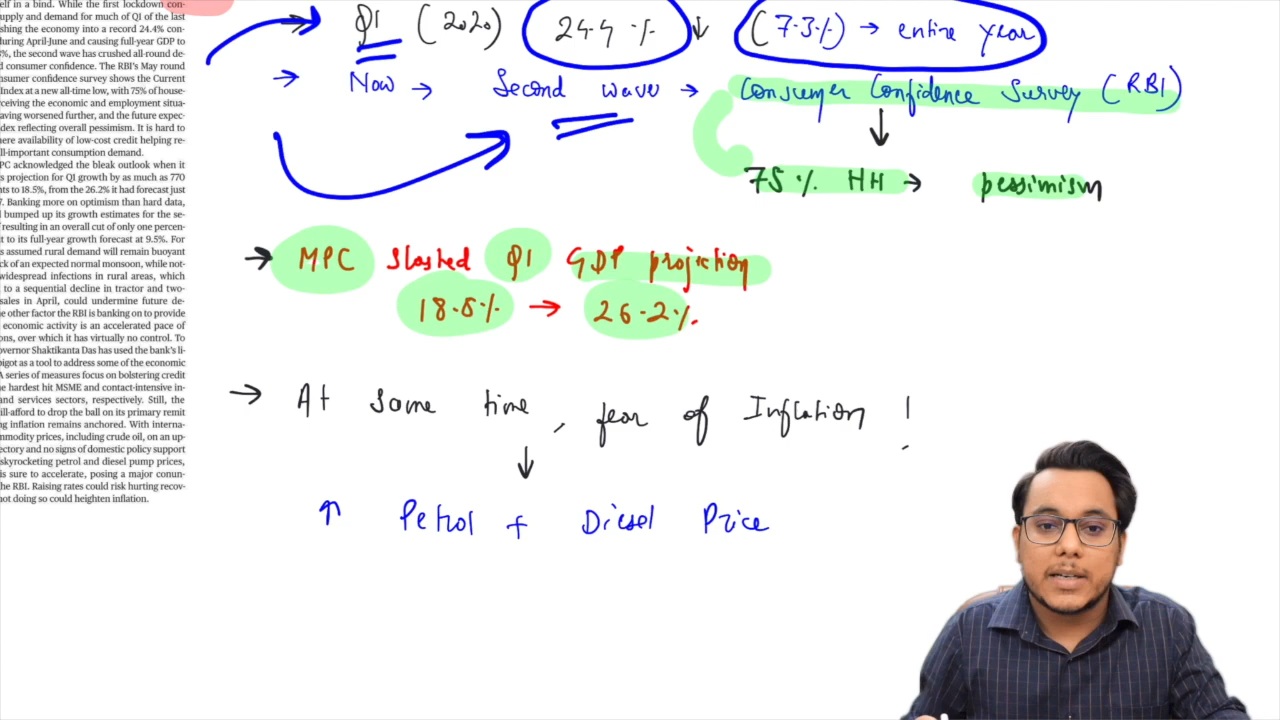 elf in a bind. While the first lockdown con-
upply and demand for much of Q1 of the last
shing the economy into a record 24.4% con-
during April-June and causing full-year GDP to
%, the second wave has crushed all-round de-
d consumer confidence. The RBI's May round
nsumer confidence survey shows the Current
Index at a new all-time low, with 75% of house-
ceiving the economic and employment situa-
aving worsened further, and the future expec-
dex reflecting overall pessimism. It is hard to
here availability of low-cost credit helping re-
ll-important consumption demand.
PC acknowledged the bleak outlook when it
s projection for Q1 growth by as much as 770
nts to 18.5%, from the 26.2% it had forecast just
. Banking more on optimism than hard data,
bumped up its growth estimates for the se-
resulting in an overall cut of only one percen-
t to its full-year growth forecast at 9.5%. For
s assumed rural demand will remain buoyant
ck of an expected normal monsoon, while not-
widespread infections in rural areas, which
to a sequential decline in tractor and two-
sales in April, could undermine future de-
e other factor the RBI is banking on to provide
economic activity is an accelerated pace of
ons, over which it has virtually no control. To
vernor Shaktikanta Das has used the bank's li-
pigot as a tool to address some of the economic
A series of measures focus on bolstering credit
e hardest hit MSME and contact-intensive in-
and services sectors, respectively. Still, the
ill-afford to drop the ball on its primary remit
ng inflation remains anchored. With interna-
mmodity prices, including crude oil, on an up-
ectory and no signs of domestic policy support
skyrocketing petrol and diesel pump prices,
is sure to accelerate, posing a major conun-
he RBI. Raising rates could risk hurting recov-
not doing so could heighten inflation.
→ Q1 (2020) 24.4% ↓ (7.3%) → entire year
→ Now → Second wave → Consumer Confidence Survey (RBI)
↓
75% HH → pessimism
→ MPC slashed Q1 GDP projection
18.5% → 26.2%.
→ At same time, fear of Inflation !
↓
↑ Petrol + Diesel Price